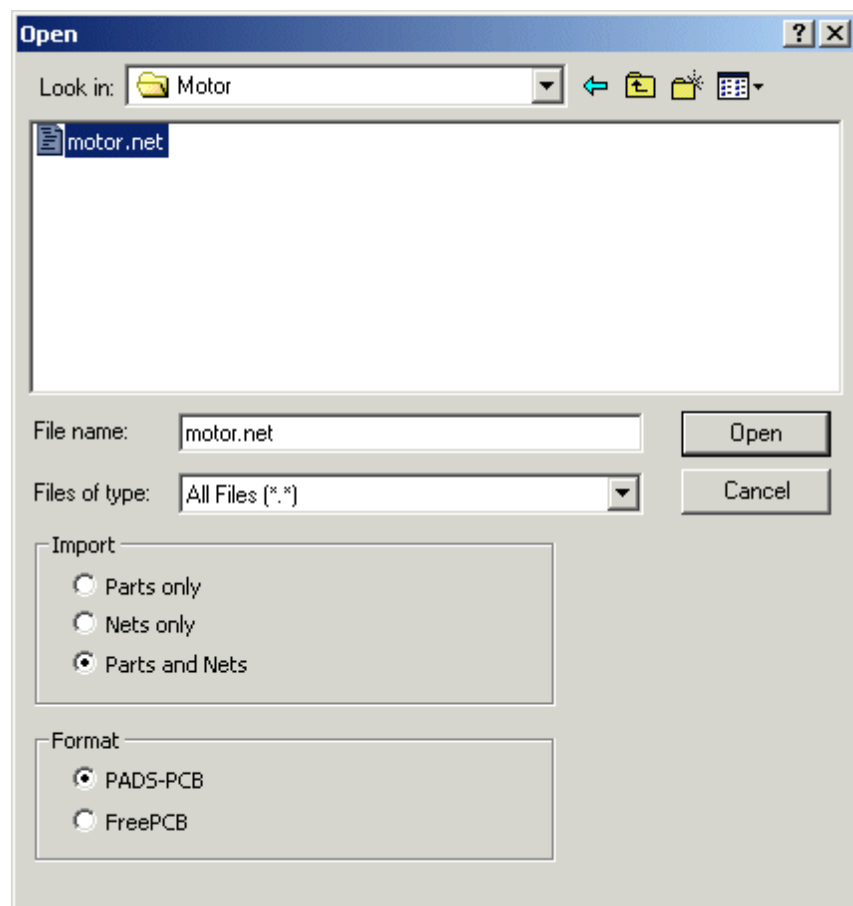 Open
Look in: Motor
motor.net
File name: motor.net Open
Files of type: All Files (*.*) Cancel
Import
Parts only
Nets only
Parts and Nets
Format
PADS-PCB
FreePCB